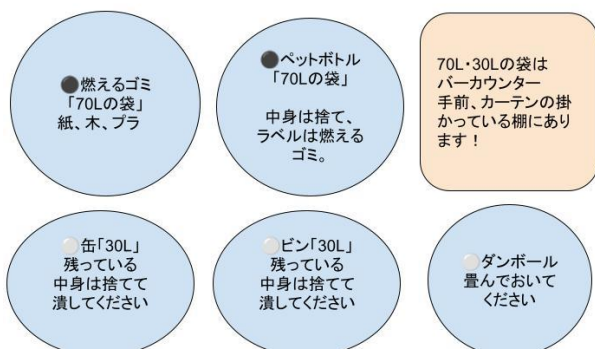 ⚫燃えるゴミ
「70Lの袋」
紙、木、プラ
⚫ペットボトル
「70Lの袋」
中身は捨て、
ラベルは燃える
ゴミ。
70L・30Lの袋は
バーカウンター
手前、カーテンの掛
かっている棚にあり
ます！
⚪缶「30L」
残っている
中身は捨てて
潰してください
⚪ビン「30L」
残っている
中身は捨てて
潰してください
⚪ダンボール
畳んでおいて
ください